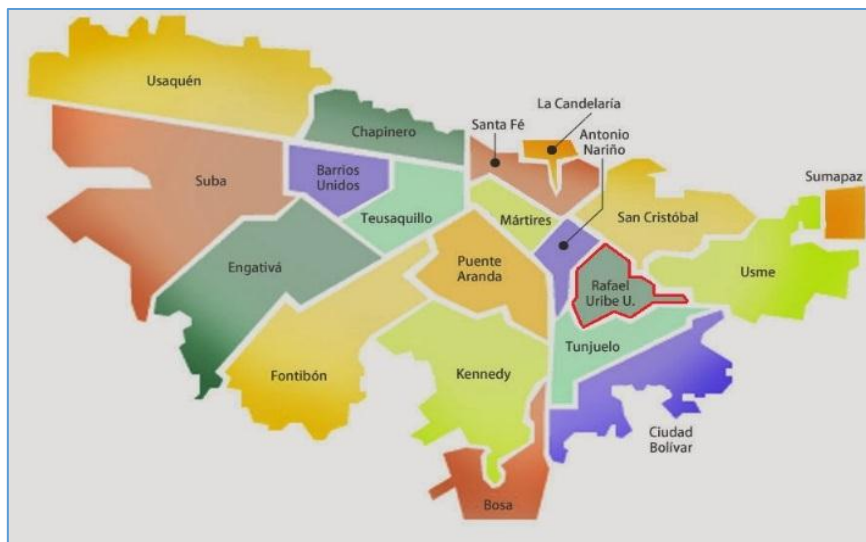 Usaquén
La Candelaría
Santa Fé
Antonio
Nariño
Chapinero
Barrios
Unidos
Suba
Sumapaz
Teusaquillo
Mártires
San Cristóbal
Engativá
Puente
Aranda
Usme
Rafael
Uribe U.
Tunjuelo
Fontibón
Kennedy
Ciudad
Bolívar
Bosa